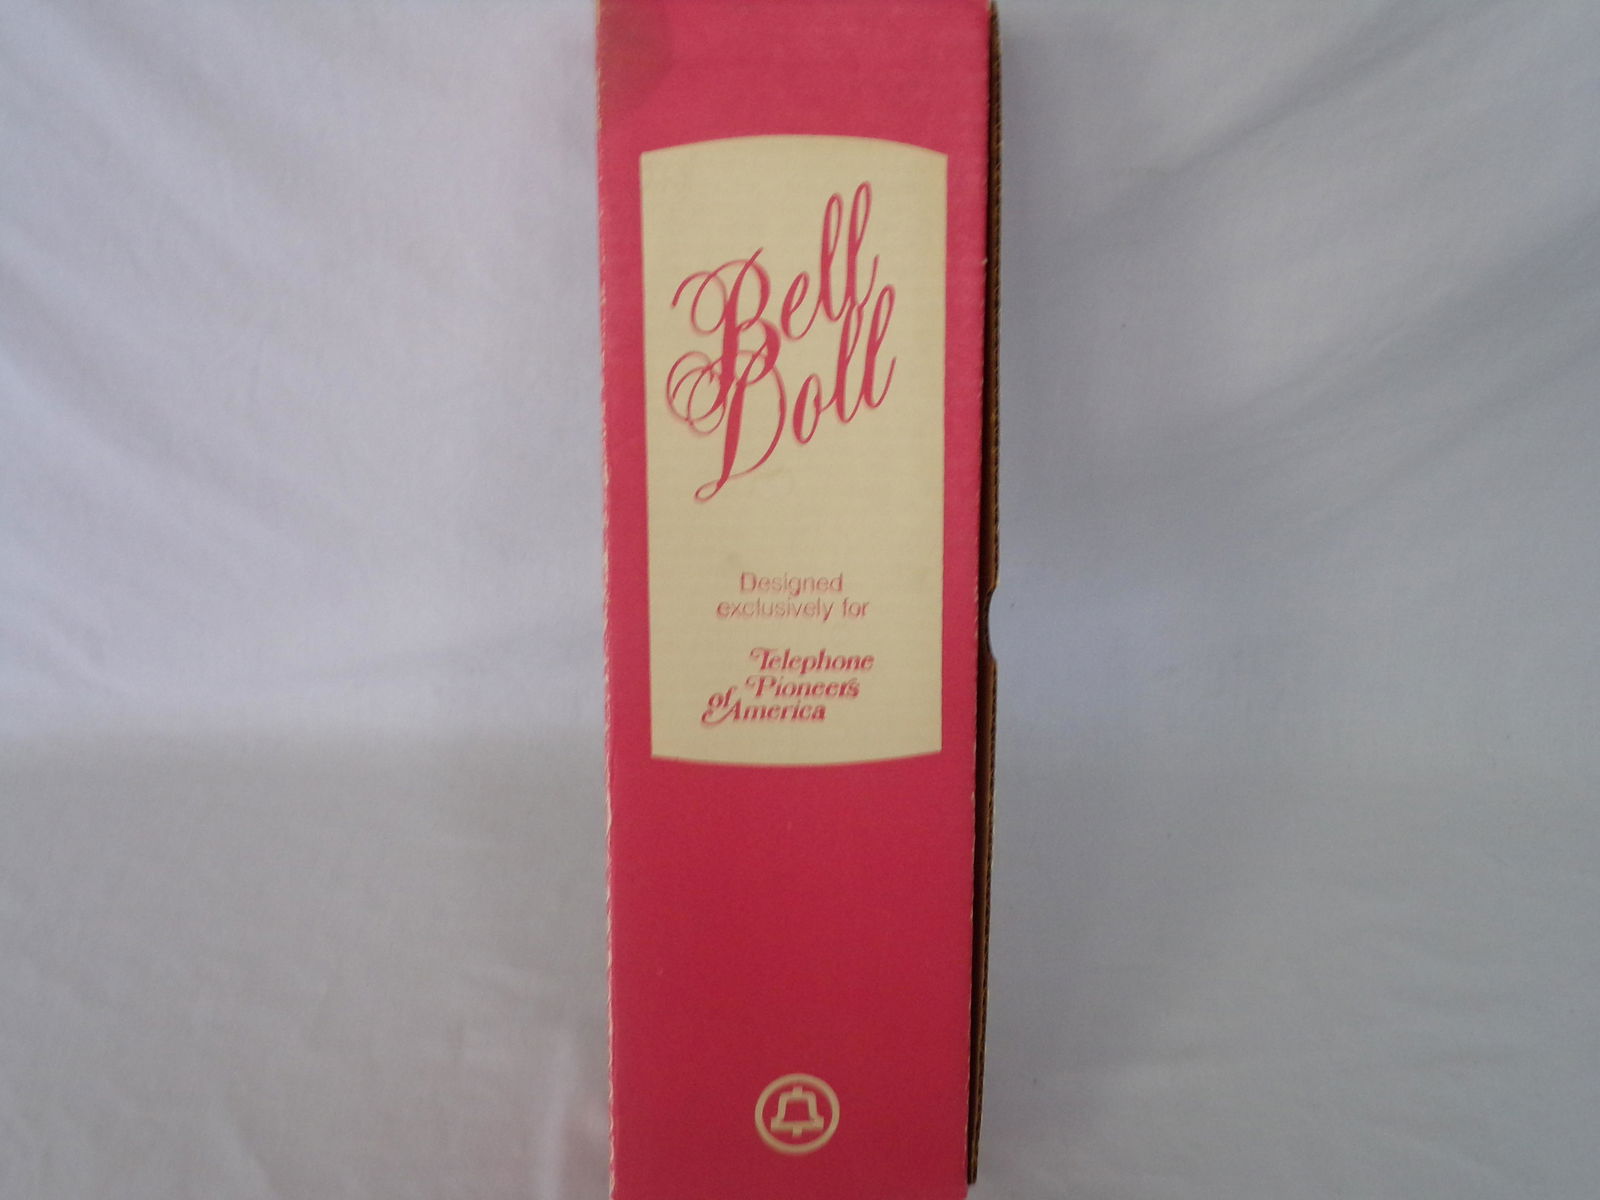 Bell
Doll
Designed
exclusively for
Telephone
Pioneers
of America